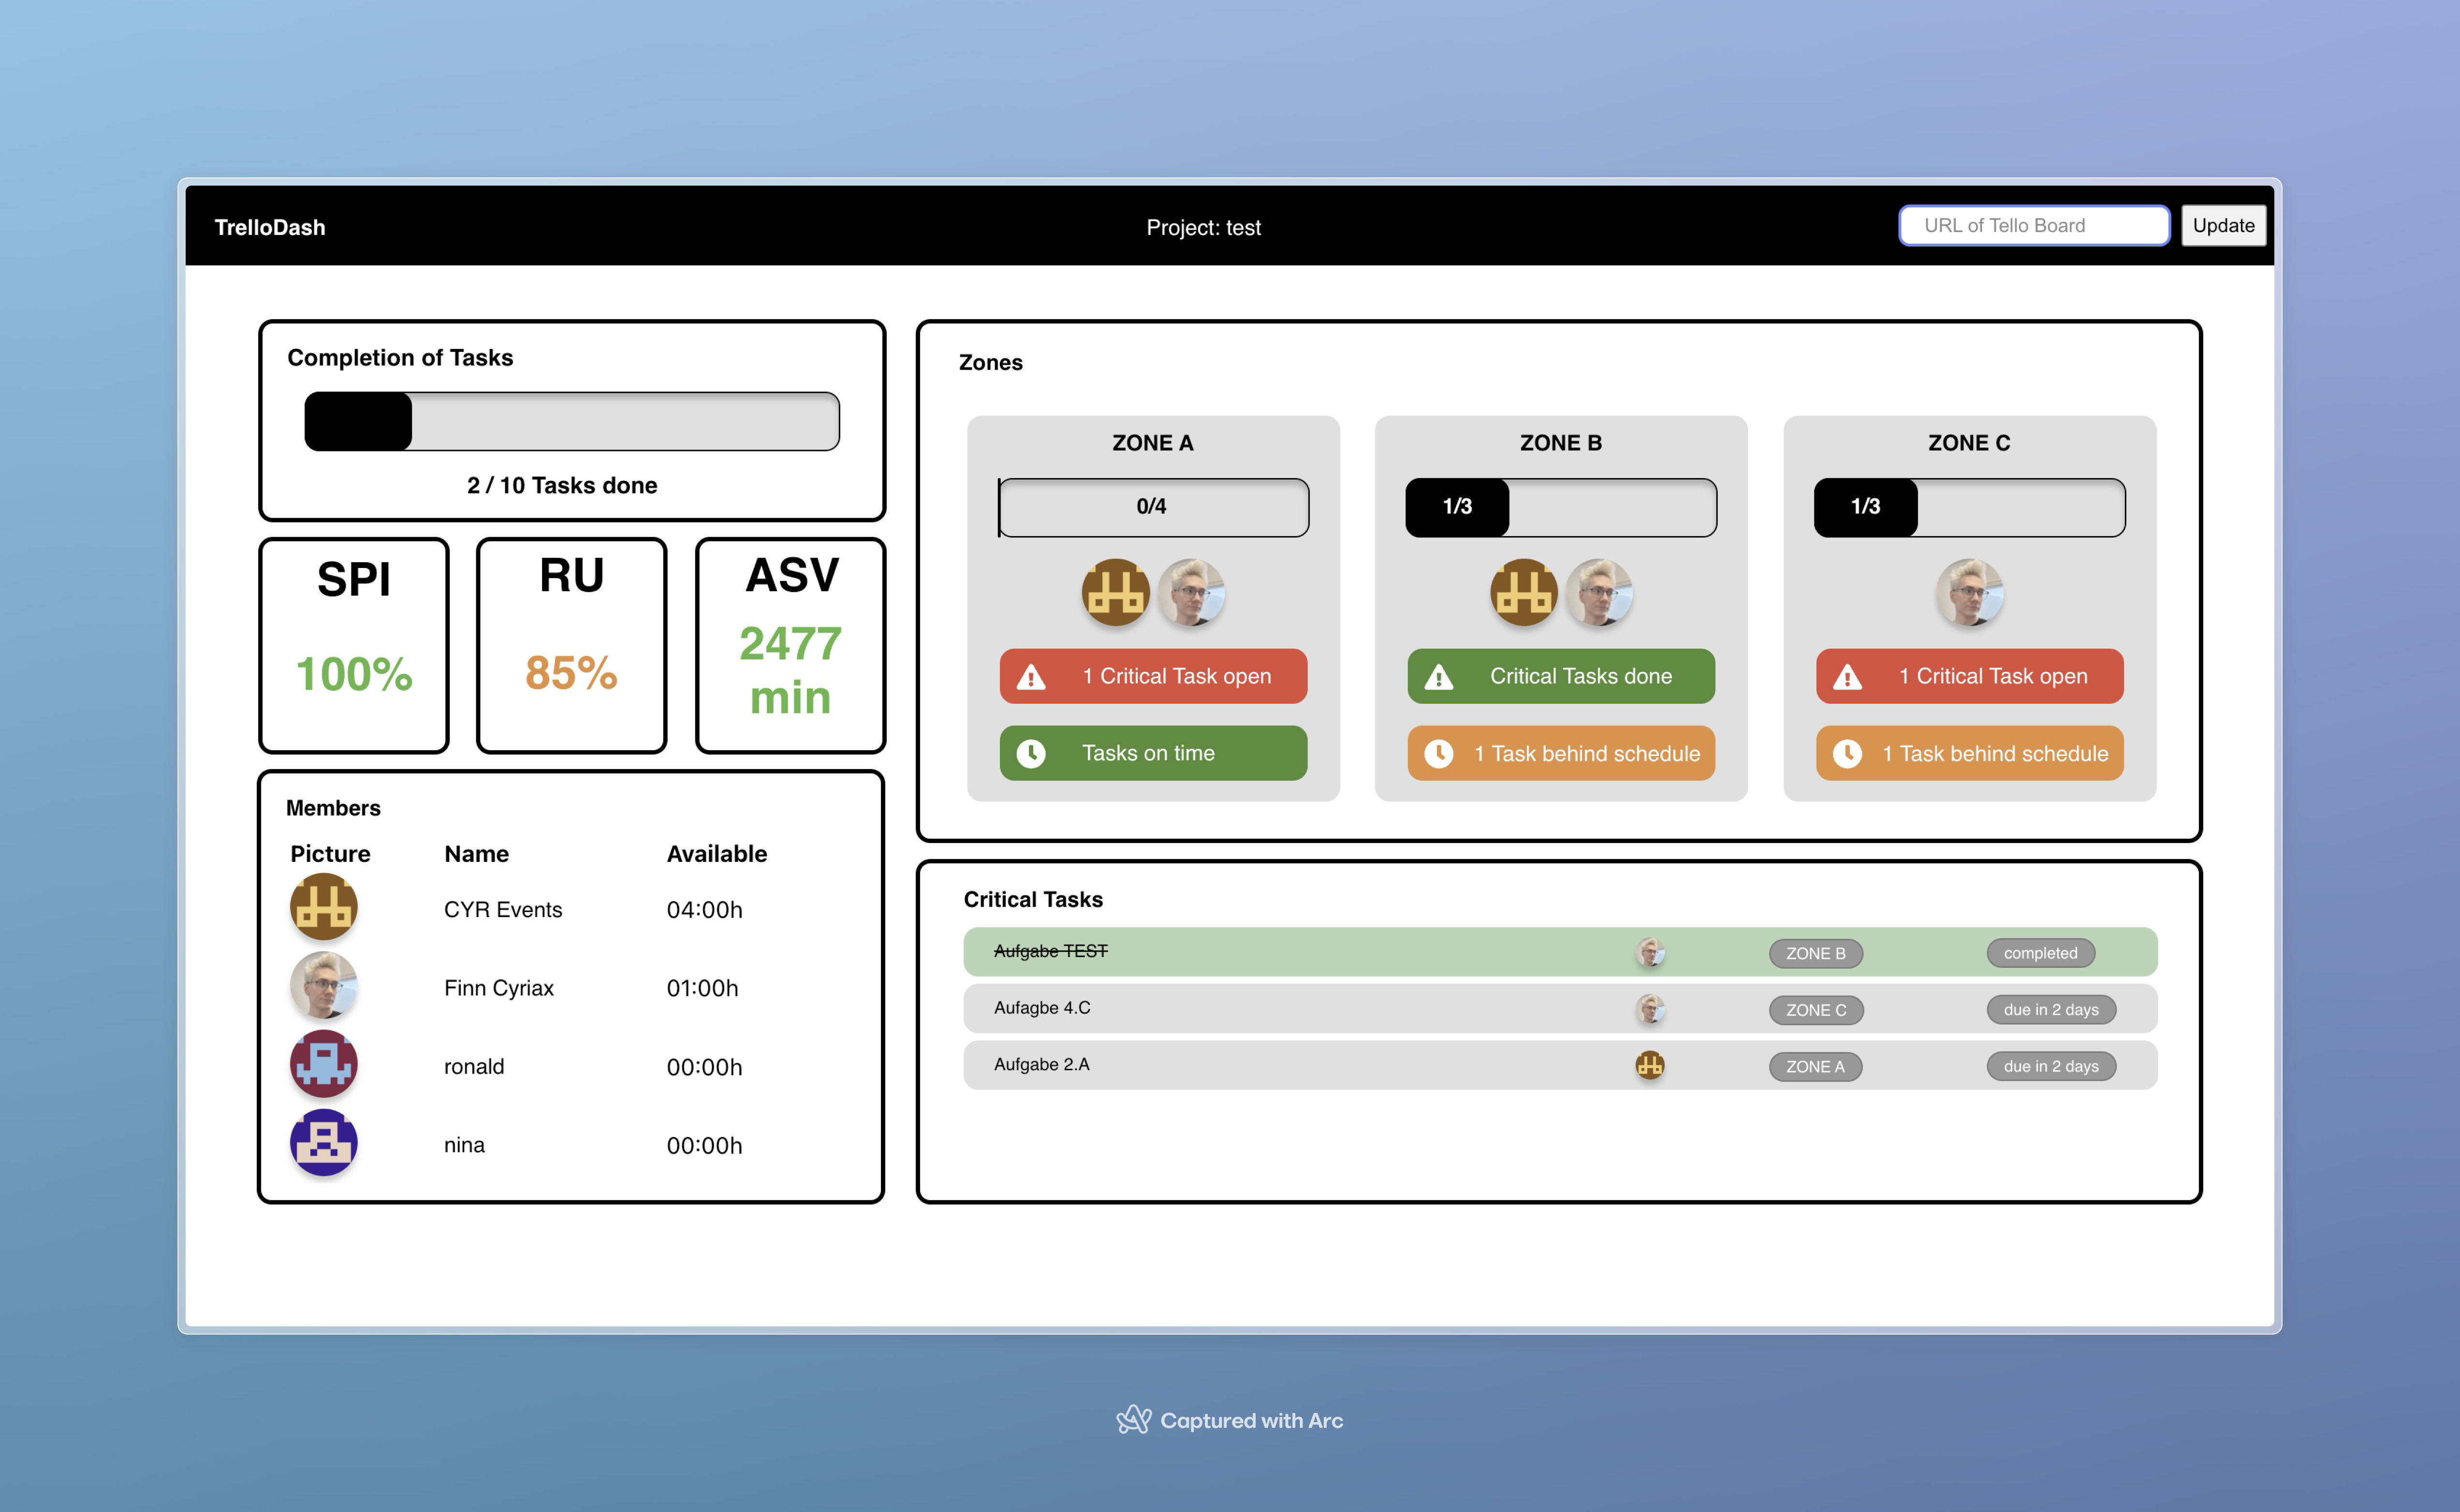 TrelloDash
Project: test
URL of Tello Board
Update
Completion of Tasks
2 / 10 Tasks done
SPI
100%
RU
85%
ASV
2477
min
Members
Picture Name Available
CYR Events 04:00h
Finn Cyriax 01:00h
ronald 00:00h
nina 00:00h
Zones
ZONE A
0/4
1 Critical Task open
Tasks on time
ZONE B
1/3
Critical Tasks done
1 Task behind schedule
ZONE C
1/3
1 Critical Task open
1 Task behind schedule
Critical Tasks
Aufgabe TEST ZONE B completed
Aufagbe 4.C ZONE C due in 2 days
Aufgabe 2.A ZONE A due in 2 days
Captured with Arc